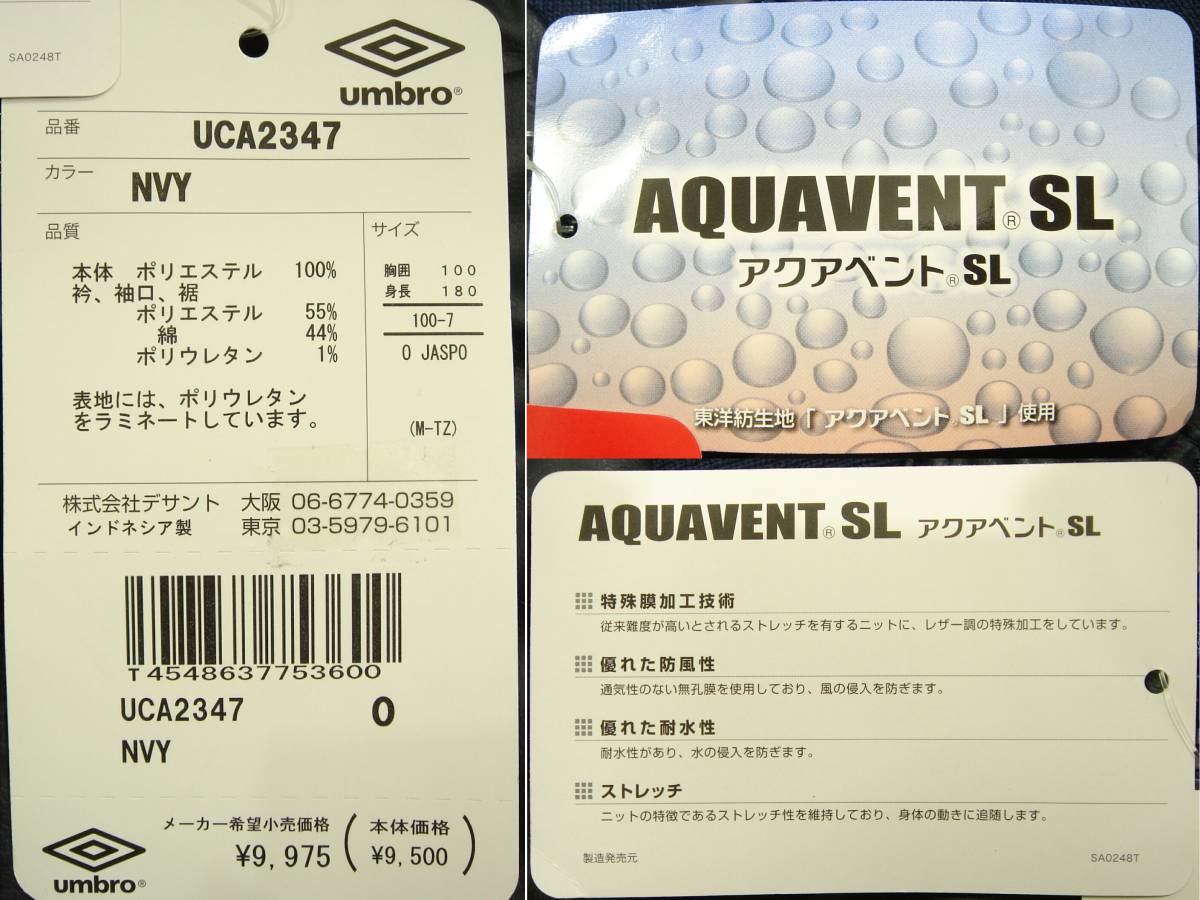 SA0248T
umbro®
品番 UCA2347
カラー NVY
品質
本体 ポリエステル 100%
衿、袖口、裾
ポリエステル 55%
綿 44%
ポリウレタン 1%
表地には、ポリウレタン
をラミネートしています。
サイズ
胸囲 100
身長 180
100-7
O JASPO
(M-TZ)
株式会社デサント 大阪 06-6774-0359
インドネシア製 東京 03-5979-6101
T4548637753600
UCA2347 O
NVY
メーカー希望小売価格 (本体価格
¥9,975 ¥9,500)
umbro®
AQUAVENT® SL
アクアベント® SL
東洋紡生地「アクアベント SL」使用
AQUAVENT® SL アクアベント® SL
特殊膜加工技術
従来難度が高いとされるストレッチを有するニットに、レザー調の特殊加工をしています。
優れた防風性
通気性のない無孔膜を使用しており、風の侵入を防ぎます。
優れた耐水性
耐水性があり、水の侵入を防ぎます。
ストレッチ
ニットの特徴であるストレッチ性を維持しており、身体の動きに追随します。
製造発売元 SA0248T